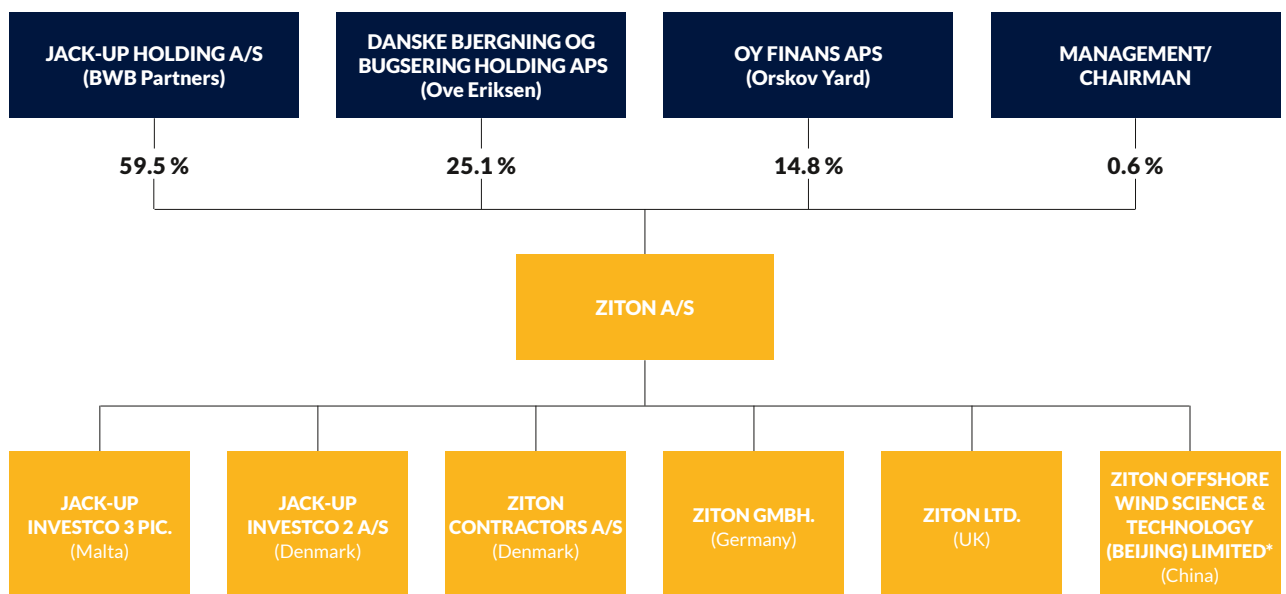 JACK-UP HOLDING A/S
(BWB Partners)
DANSKE BJERGNING OG
BUGSERING HOLDING APS
(Ove Eriksen)
OY FINANS APS
(Orskov Yard)
MANAGEMENT/
CHAIRMAN
59.5 %
25.1 %
14.8 %
0.6 %
ZITON A/S
JACK-UP
INVESTCO 3 PIC.
(Malta)
JACK-UP
INVESTCO 2 A/S
(Denmark)
ZITON
CONTRACTORS A/S
(Denmark)
ZITON GMBH.
(Germany)
ZITON LTD.
(UK)
ZITON OFFSHORE
WIND SCIENCE &
TECHNOLOGY
(BEIJING) LIMITED*
(China)